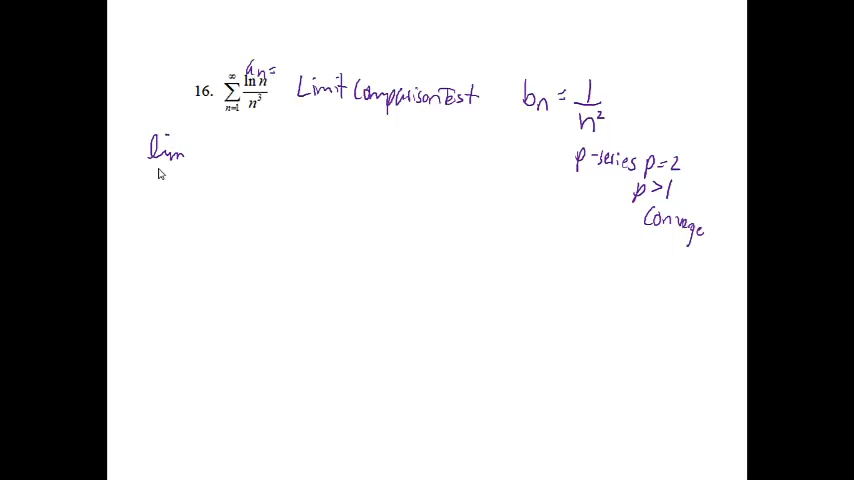 16. ∞∑n=1 ln n/n³ an= Limit Comparison Test bn = 1/n²
lim
p-series p=2
p>1
Converge